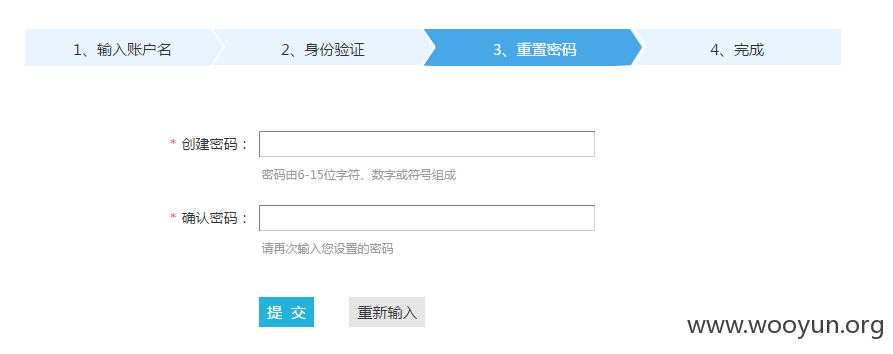 1、输入账户名 2、身份验证 3、重置密码 4、完成
* 创建密码：
密码由6-15位字符、数字或符号组成
* 确认密码：
请再次输入您设置的密码
提 交 重新输入
www.wooyun.org